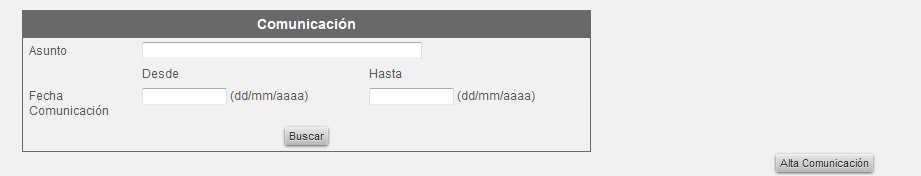 Comunicación
Asunto
Desde Hasta
Fecha Comunicación (dd/mm/aaaa) (dd/mm/aaaa)
Buscar
Alta Comunicación